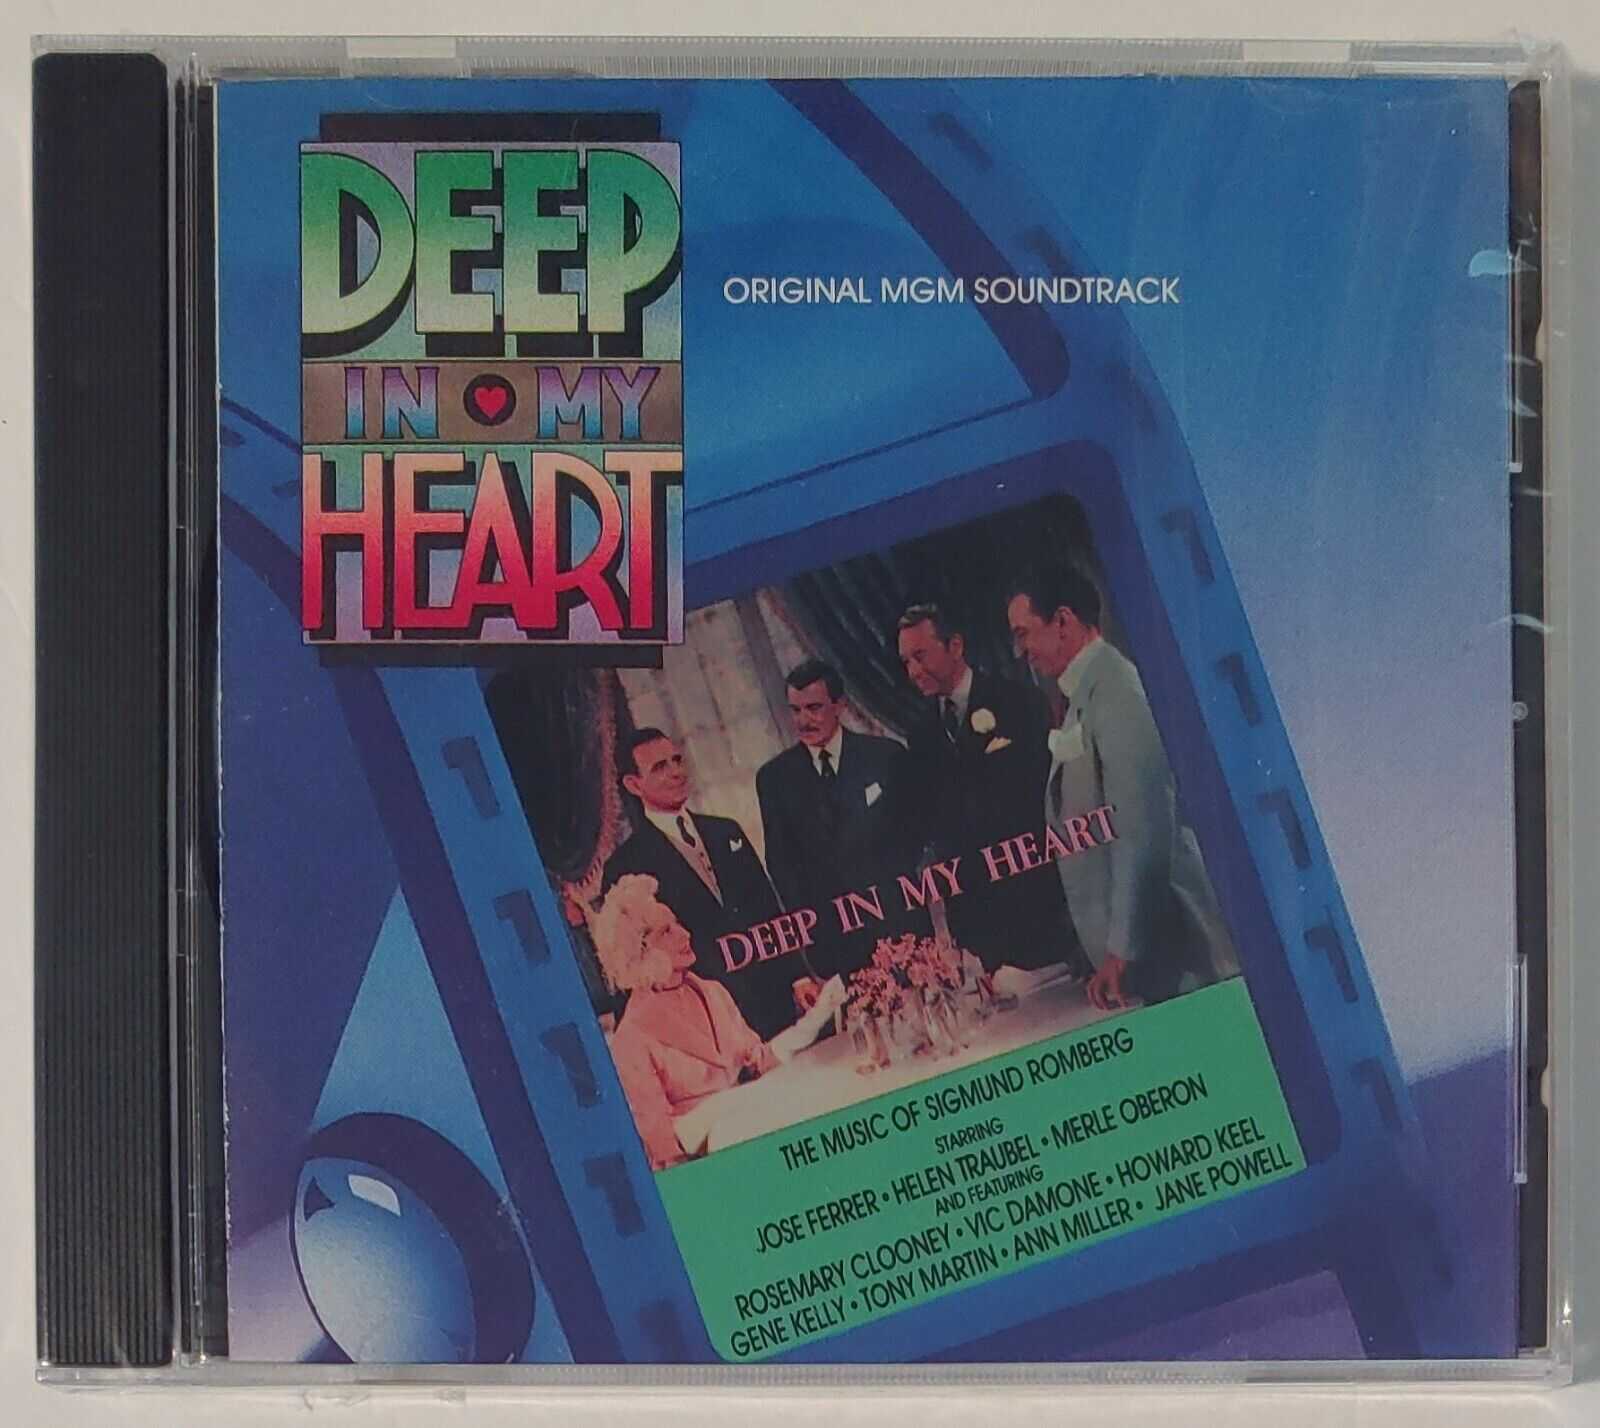 DEEP
IN ♥ MY
HEART
ORIGINAL MGM SOUNDTRACK
DEEP IN MY HEART
THE MUSIC OF SIGMUND ROMBERG
STARRING
JOSE FERRER • HELEN TRAUBEL • MERLE OBERON
AND FEATURING
ROSEMARY CLOONEY • VIC DAMONE • HOWARD KEEL
GENE KELLY • TONY MARTIN • ANN MILLER • JANE POWELL